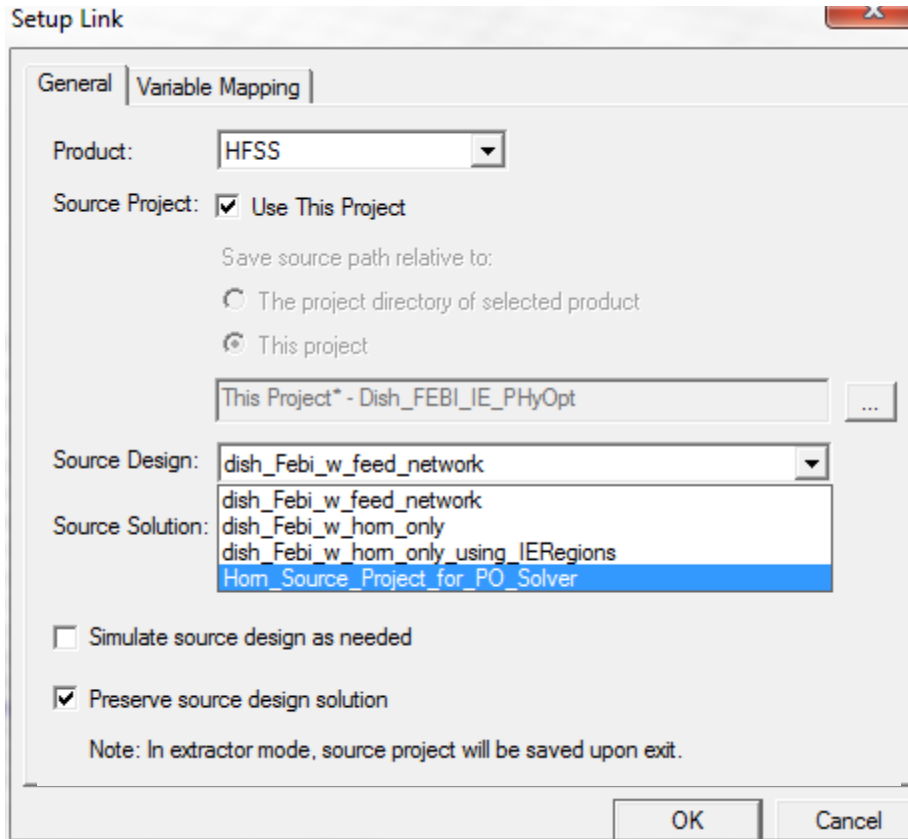 Setup Link
General
Variable Mapping
Product:
HFSS
Source Project:
Use This Project
Save source path relative to:
The project directory of selected product
This project
This Project* - Dish_FEBI_IE_PHyOpt
...
Source Design:
dish_Febi_w_feed_network
dish_Febi_w_feed_network
Source Solution:
dish_Febi_w_horn_only
dish_Febi_w_horn_only_using_IERegions
Horn_Source_Project_for_PO_Solver
Simulate source design as needed
Preserve source design solution
Note: In extractor mode, source project will be saved upon exit.
OK
Cancel